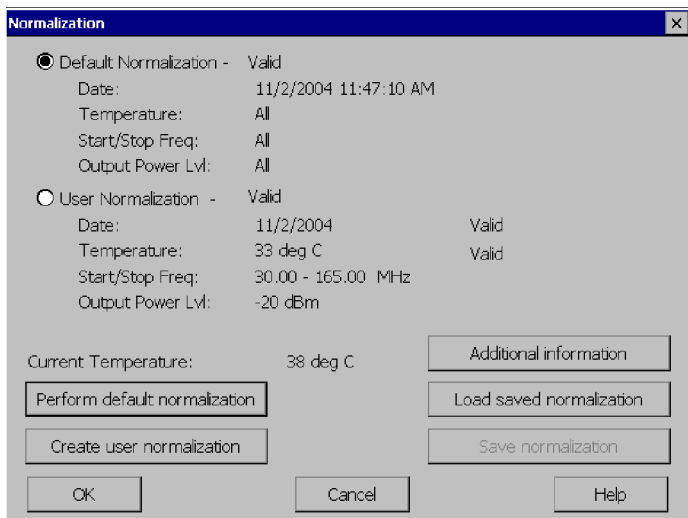 Normalization
Default Normalization - Valid
Date: 11/2/2004 11:47:10 AM
Temperature: All
Start/Stop Freq: All
Output Power Lvl: All
User Normalization - Valid
Date: 11/2/2004 Valid
Temperature: 33 deg C Valid
Start/Stop Freq: 30.00 - 165.00 MHz
Output Power Lvl: -20 dBm
Current Temperature: 38 deg C
Additional information
Perform default normalization
Load saved normalization
Create user normalization
Save normalization
OK
Cancel
Help